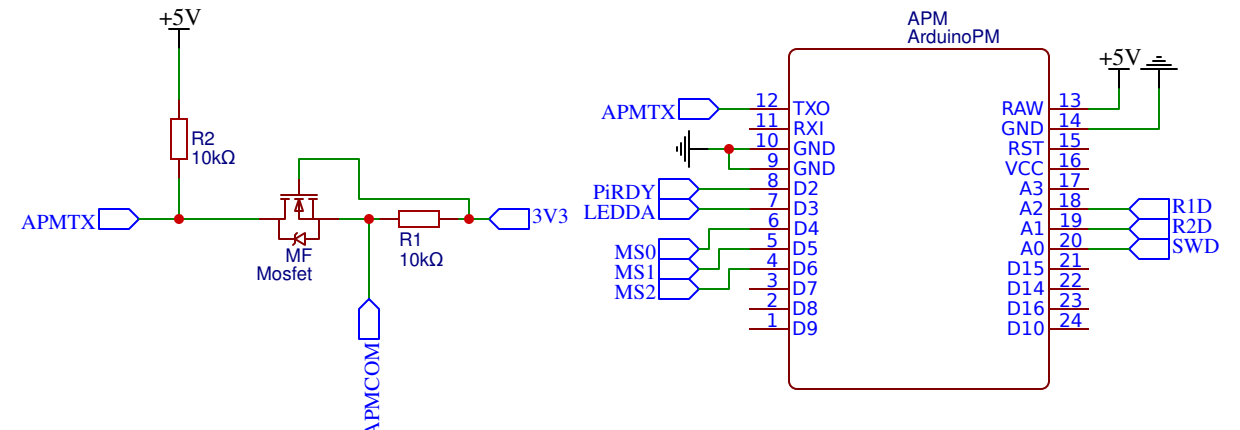 +5V
R2
10kΩ
APMTX
MF
Mosfet
R1
10kΩ
3V3
APMCOM
APM
ArduinoPM
+5V
APMTX
12 TXO
11 RXI
10 GND
9 GND
PiRDY 8 D2
LEDDA 7 D3
MS0 6 D4
MS1 5 D5
MS2 4 D6
3 D7
2 D8
1 D9
RAW 13
GND 14
RST 15
VCC 16
A3 17
A2 18 R1D
A1 19 R2D
A0 20 SWD
D15 21
D14 22
D16 23
D10 24